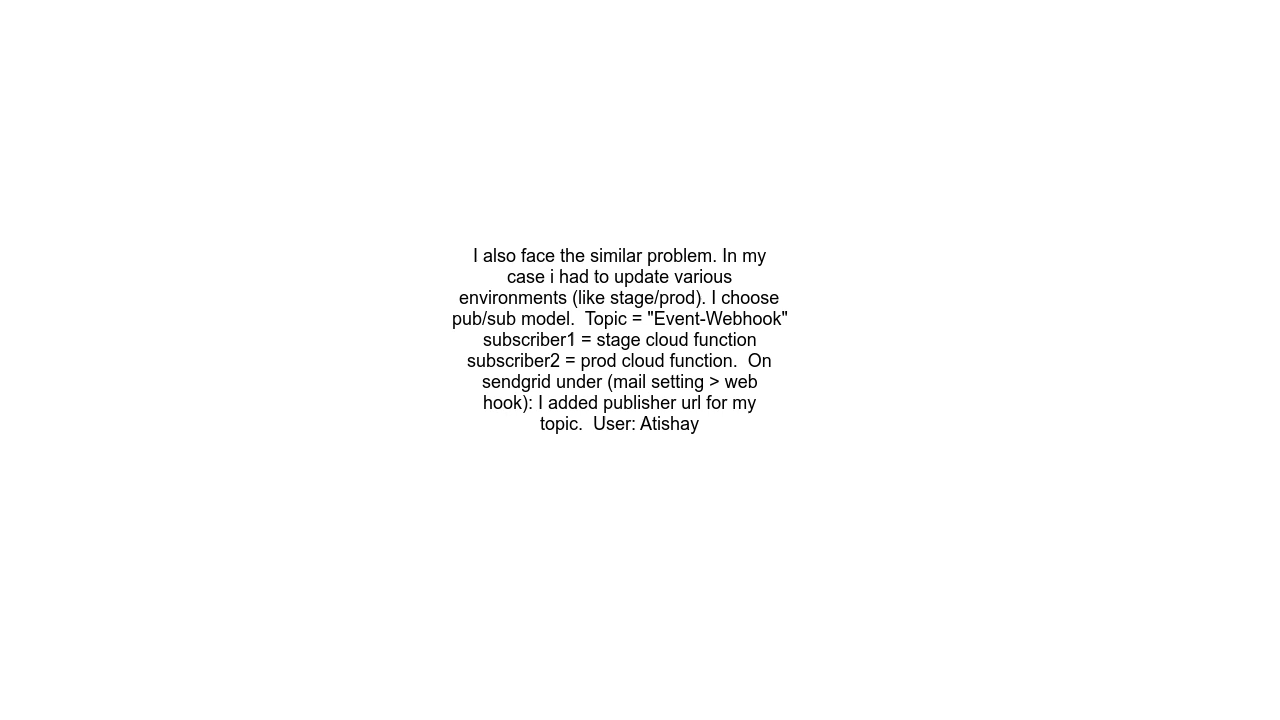 I also face the similar problem. In my
case i had to update various
environments (like stage/prod). I choose
pub/sub model.  Topic = "Event-Webhook"
subscriber1 = stage cloud function
subscriber2 = prod cloud function.  On
sendgrid under (mail setting > web
hook): I added publisher url for my
topic.  User: Atishay